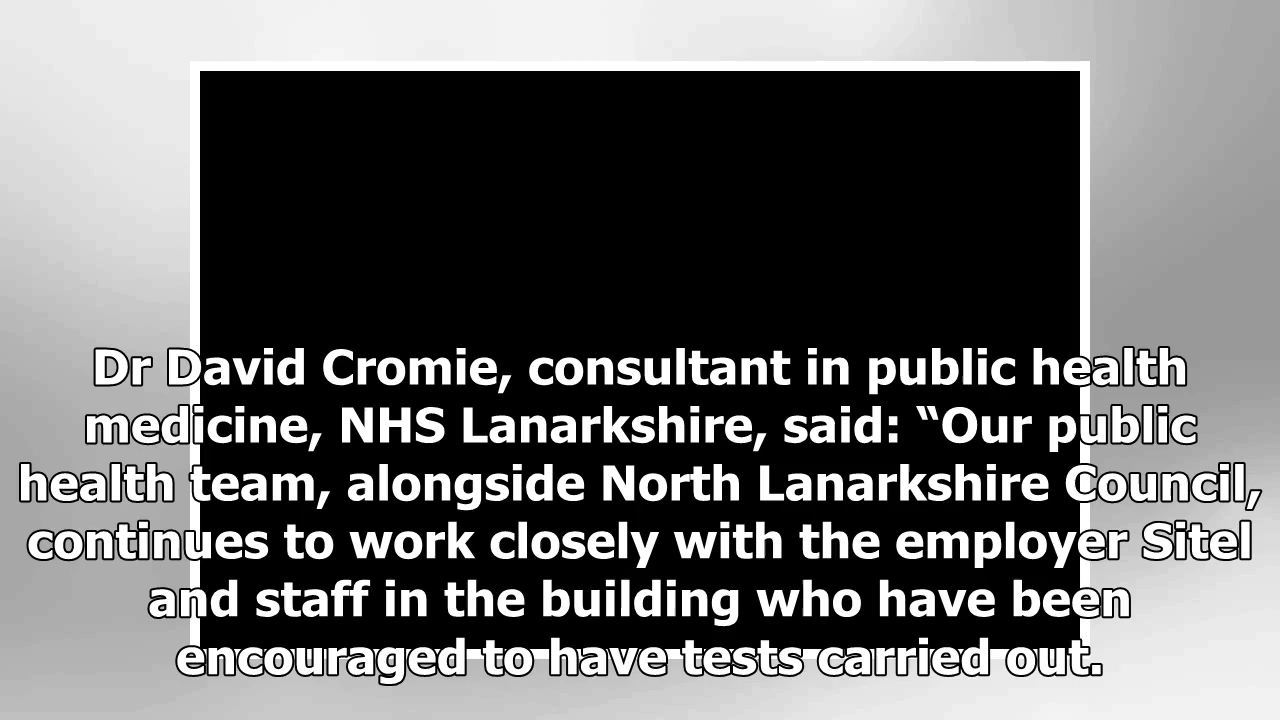 Dr David Cromie, consultant in public health
medicine, NHS Lanarkshire, said: “Our public
health team, alongside North Lanarkshire Council,
continues to work closely with the employer Sitel
and staff in the building who have been
encouraged to have tests carried out.